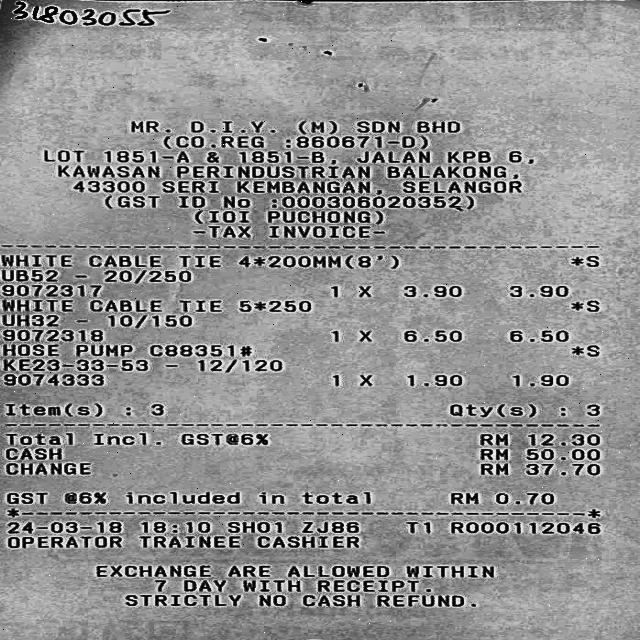 31803055
MR. D.I.Y. (M) SDN BHD
(CO.REG :860671-D)
LOT 1851-A & 1851-B, JALAN KPB 6,
KAWASAN PERINDUSTRIAN BALAKONG,
43300 SERI KEMBANGAN, SELANGOR
(GST ID No :000306020352)
(IOI PUCHONG)
-TAX INVOICE-
WHITE CABLE TIE 4*200MM(8') *S
UB52 - 20/250
9072317 1 X 3.90 3.90
WHITE CABLE TIE 5*250 *S
UH32 - 10/150
9072318 1 X 6.50 6.50
HOSE PUMP C88351# *S
KE23-33-53 - 12/120
9074333 1 X 1.90 1.90
Item(s) : 3 Qty(s) : 3
Total Incl. GST@6% RM 12.30
CASH RM 50.00
CHANGE RM 37.70
GST @6% included in total RM 0.70
24-03-18 18:10 SH01 ZJ86 T1 R000112046
OPERATOR TRAINEE CASHIER
EXCHANGE ARE ALLOWED WITHIN
7 DAY WITH RECEIPT.
STRICTLY NO CASH REFUND.